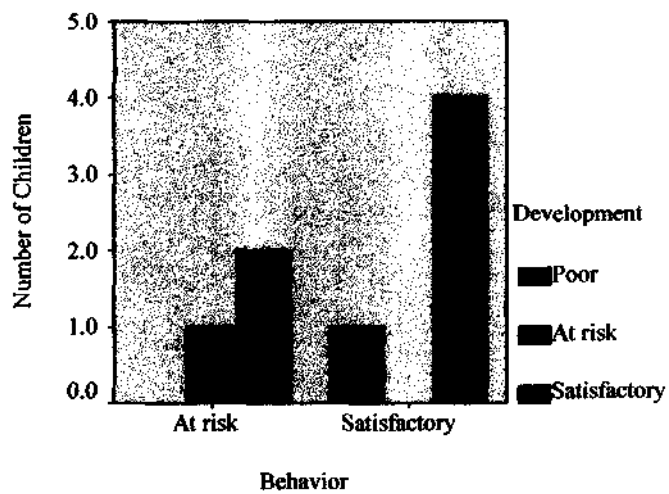 5.0
4.0
3.0
2.0
1.0
0.0
Number of Children
At risk
Satisfactory
Behavior
Development
Poor
At risk
Satisfactory